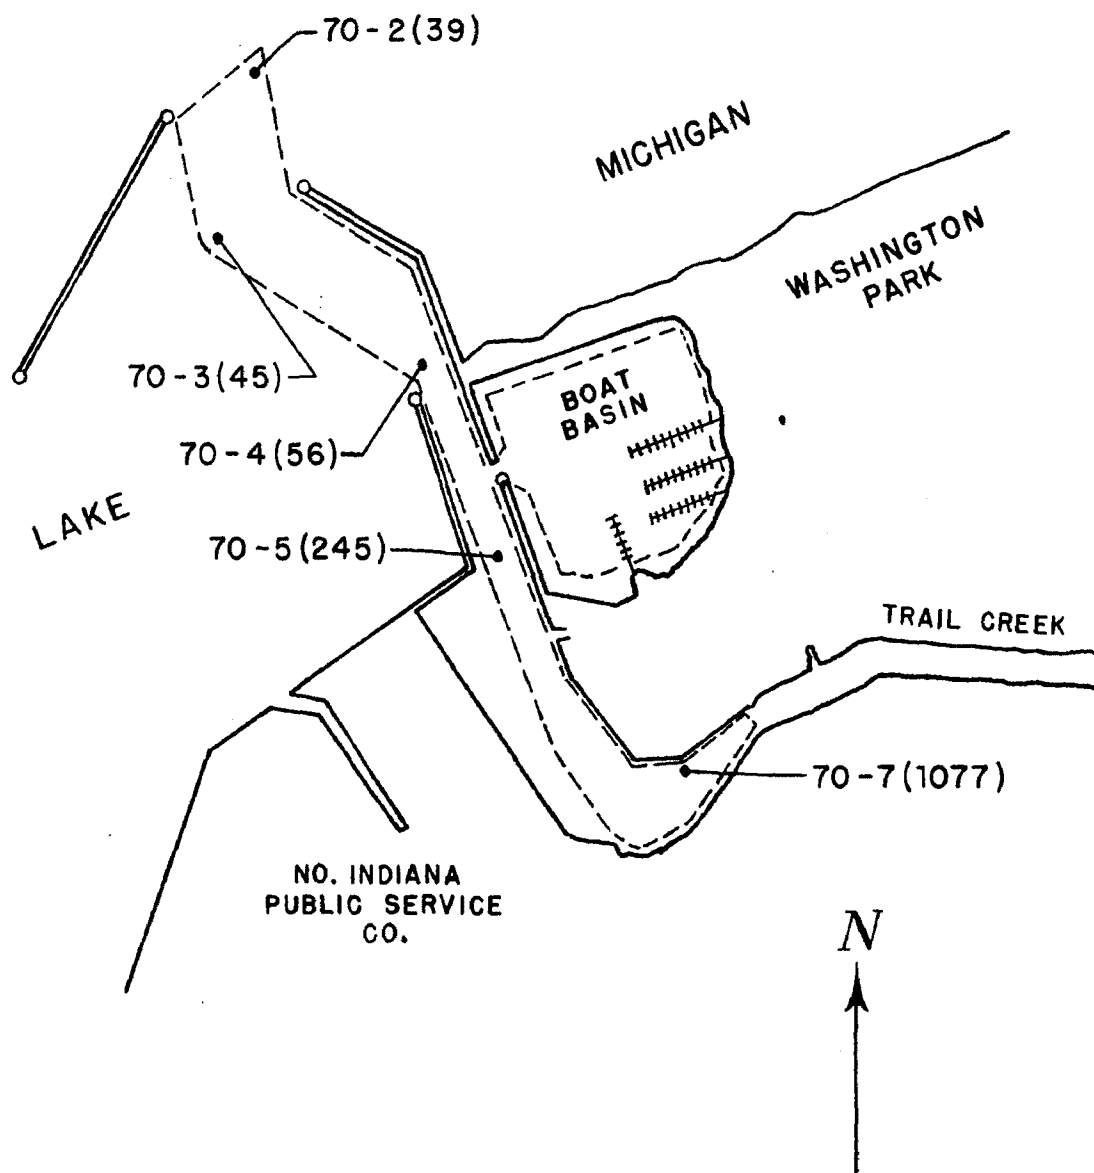 70-2(39)
MICHIGAN
WASHINGTON
PARK
70-3(45)
BOAT
BASIN
70-4(56)
LAKE
70-5(245)
TRAIL CREEK
70-7(1077)
NO. INDIANA
PUBLIC SERVICE
CO.
N